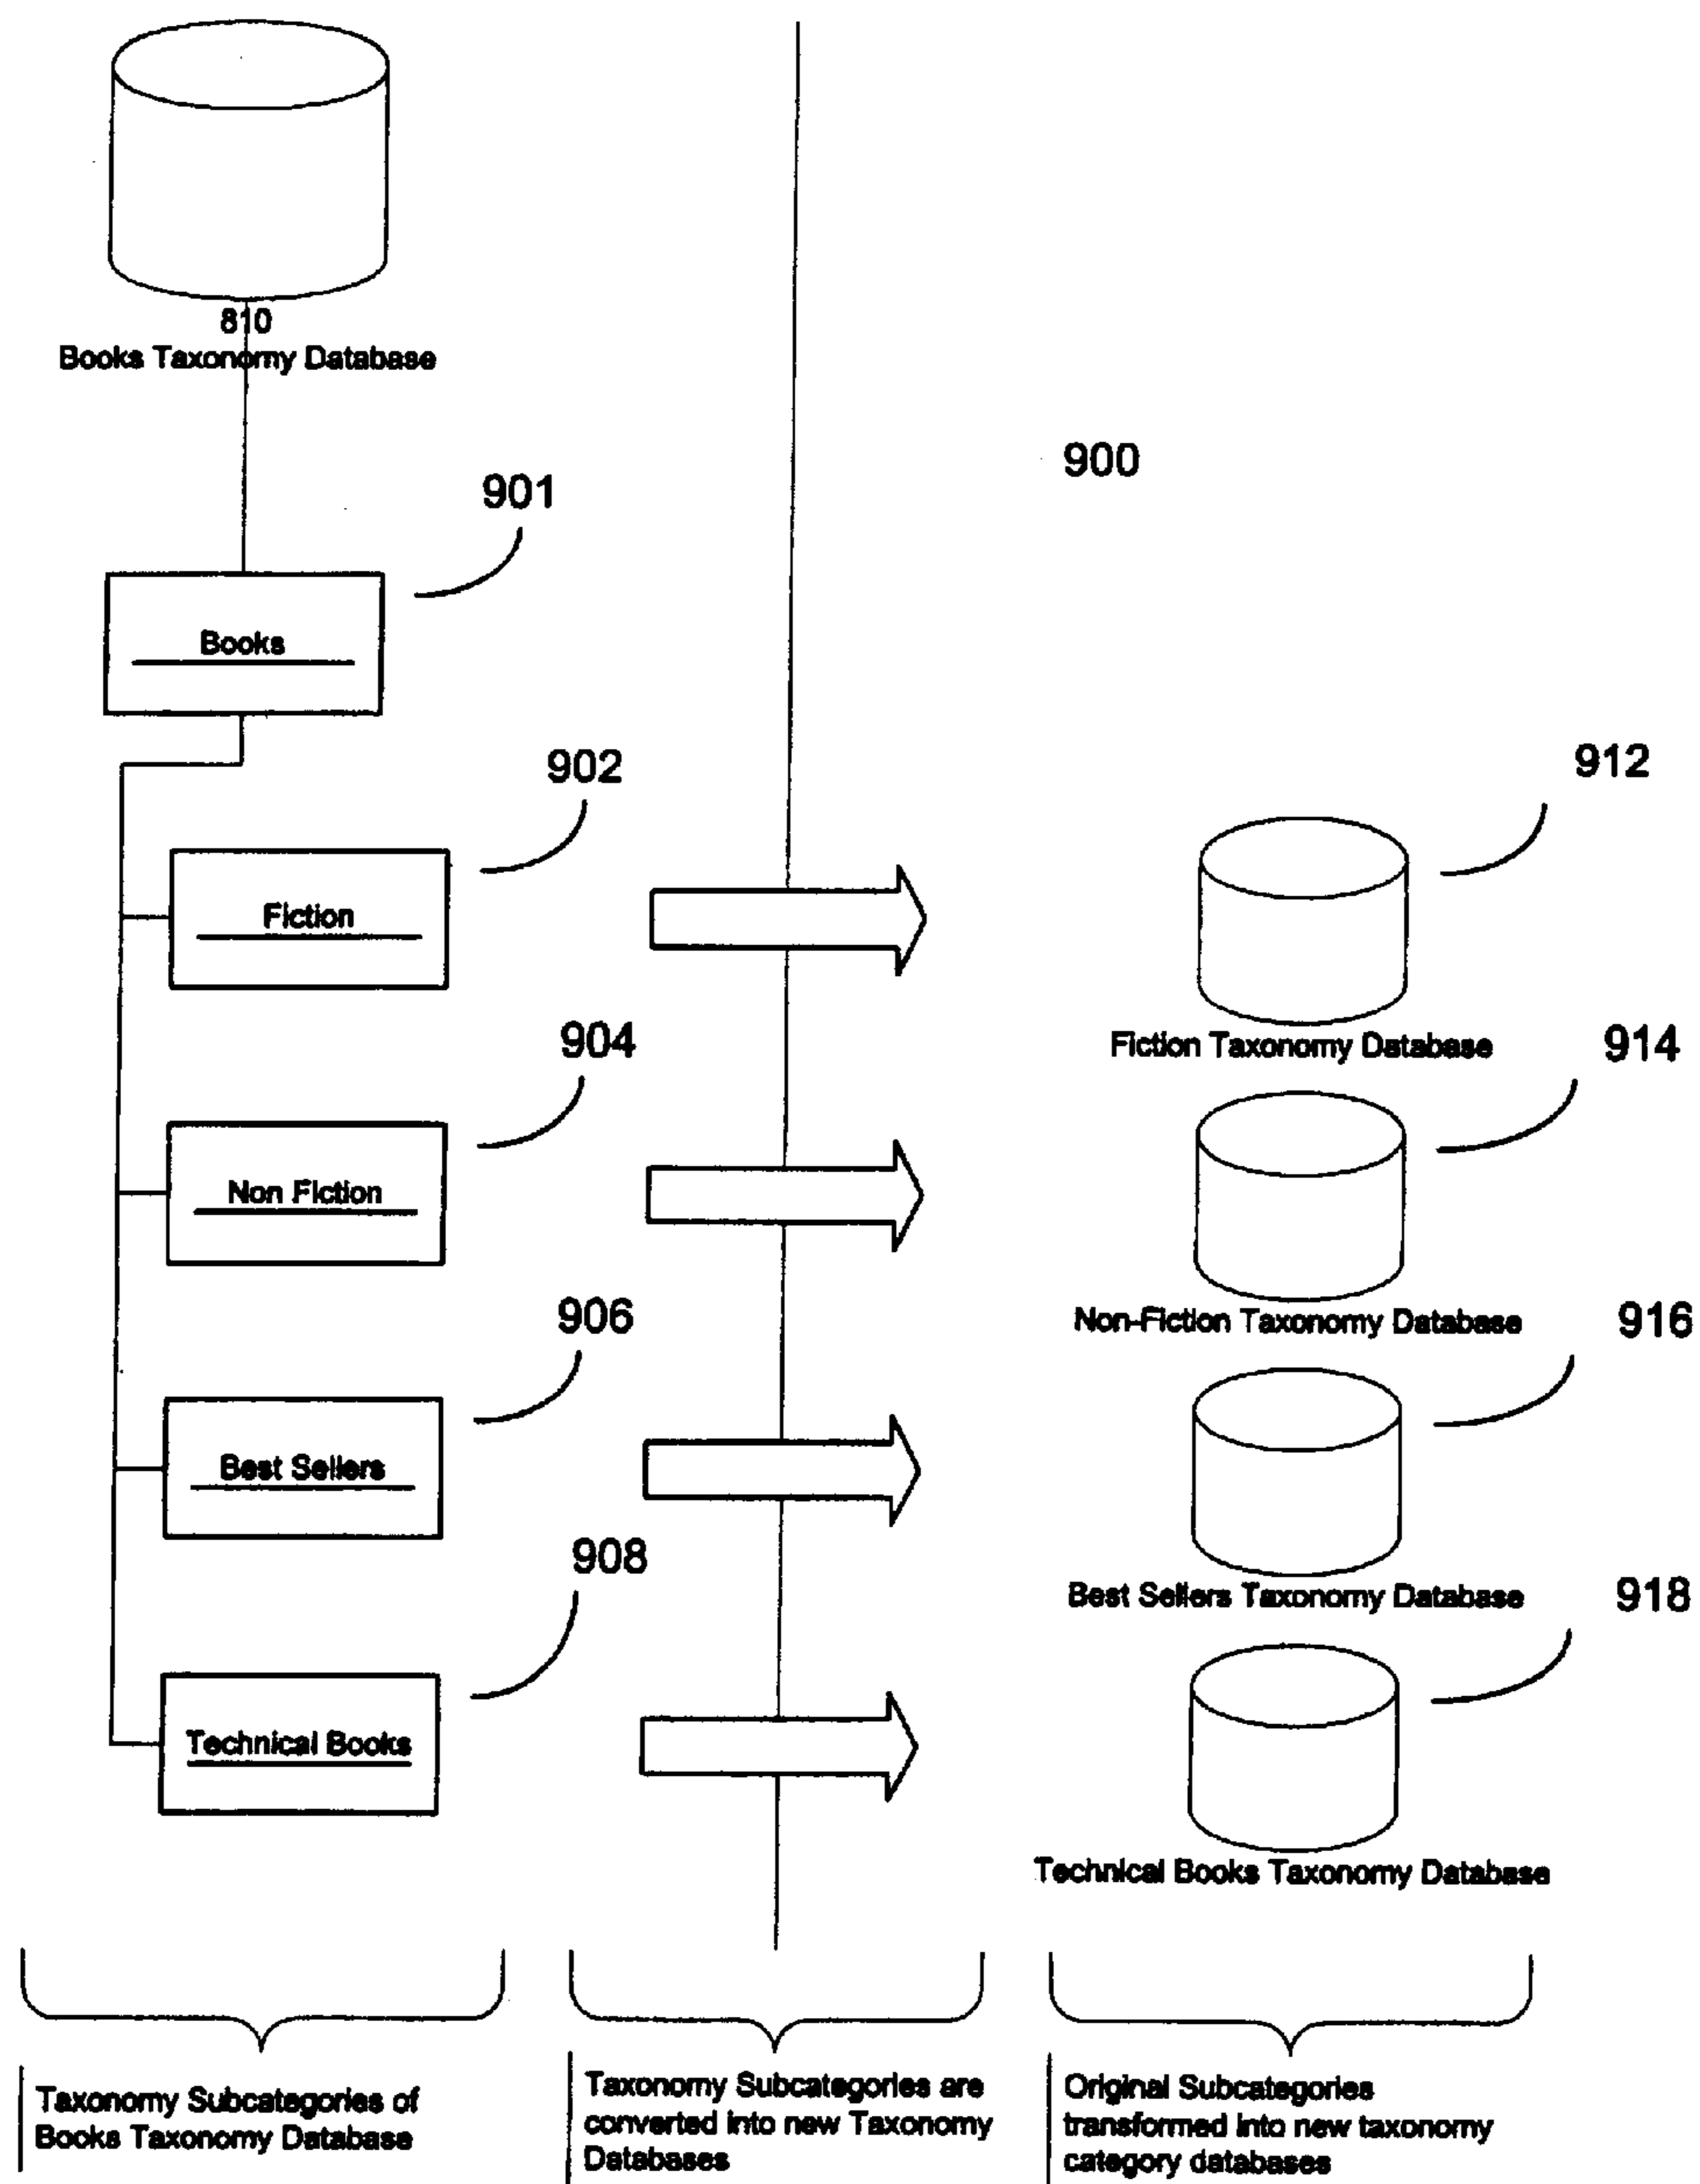 810
Books Taxonomy Database
900
901
Books
902
912
Fiction
Fiction Taxonomy Database
904
914
Non Fiction
Non-Fiction Taxonomy Database
906
916
Best Sellers
Best Sellers Taxonomy Database
908
918
Technical Books
Technical Books Taxonomy Database
Taxonomy Subcategories of
Books Taxonomy Database
Taxonomy Subcategories are
converted into new Taxonomy
Databases
Original Subcategories
transformed into new taxonomy
category databases